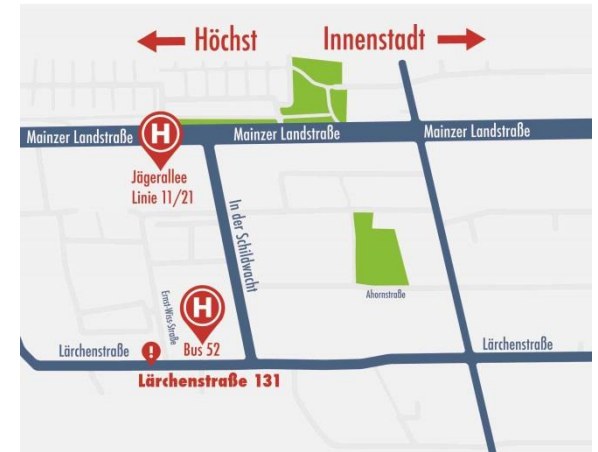 Höchst
Innenstadt
Mainzer Landstraße
H
Mainzer Landstraße
Mainzer Landstraße
Jägerallee
Linie 11/21
In der Schildwacht
Ahornstraße
Ernst-Wiss-Straße
H
Lärchenstraße
!
Bus 52
Lärchenstraße
Lärchenstraße 131